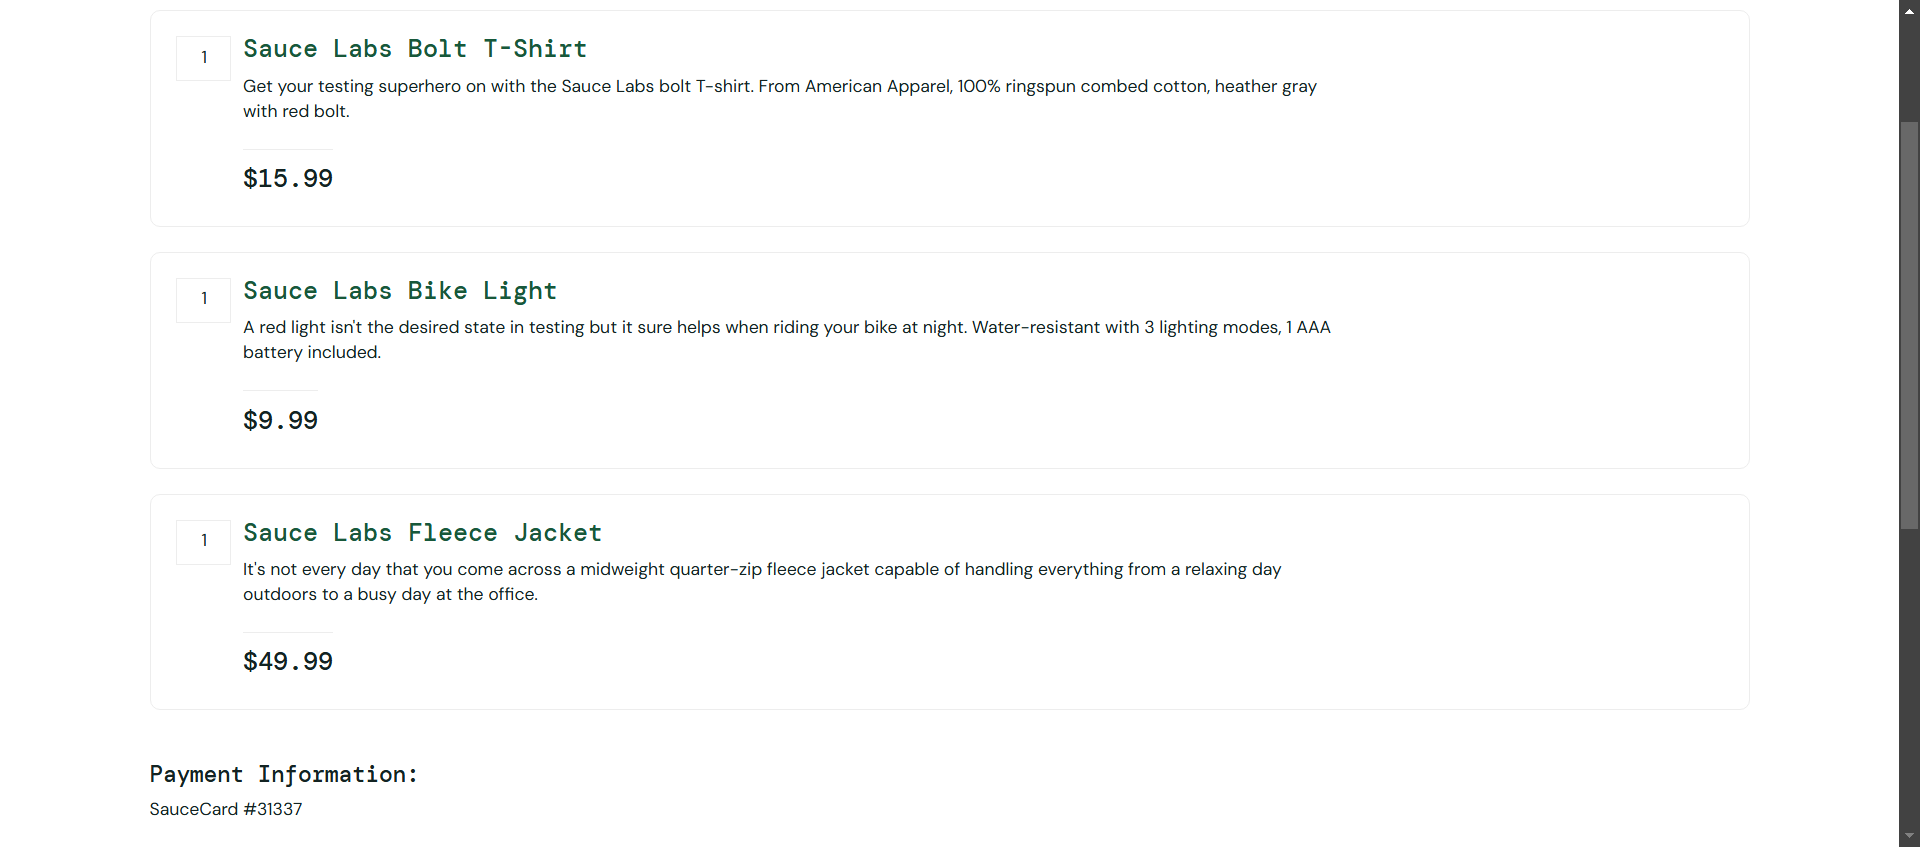 1
Sauce Labs Bolt T-Shirt
Get your testing superhero on with the Sauce Labs bolt T-shirt. From American Apparel, 100% ringspun combed cotton, heather gray
with red bolt.
$15.99
1
Sauce Labs Bike Light
A red light isn't the desired state in testing but it sure helps when riding your bike at night. Water-resistant with 3 lighting modes, 1 AAA
battery included.
$9.99
1
Sauce Labs Fleece Jacket
It's not every day that you come across a midweight quarter-zip fleece jacket capable of handling everything from a relaxing day
outdoors to a busy day at the office.
$49.99
Payment Information:
SauceCard #31337